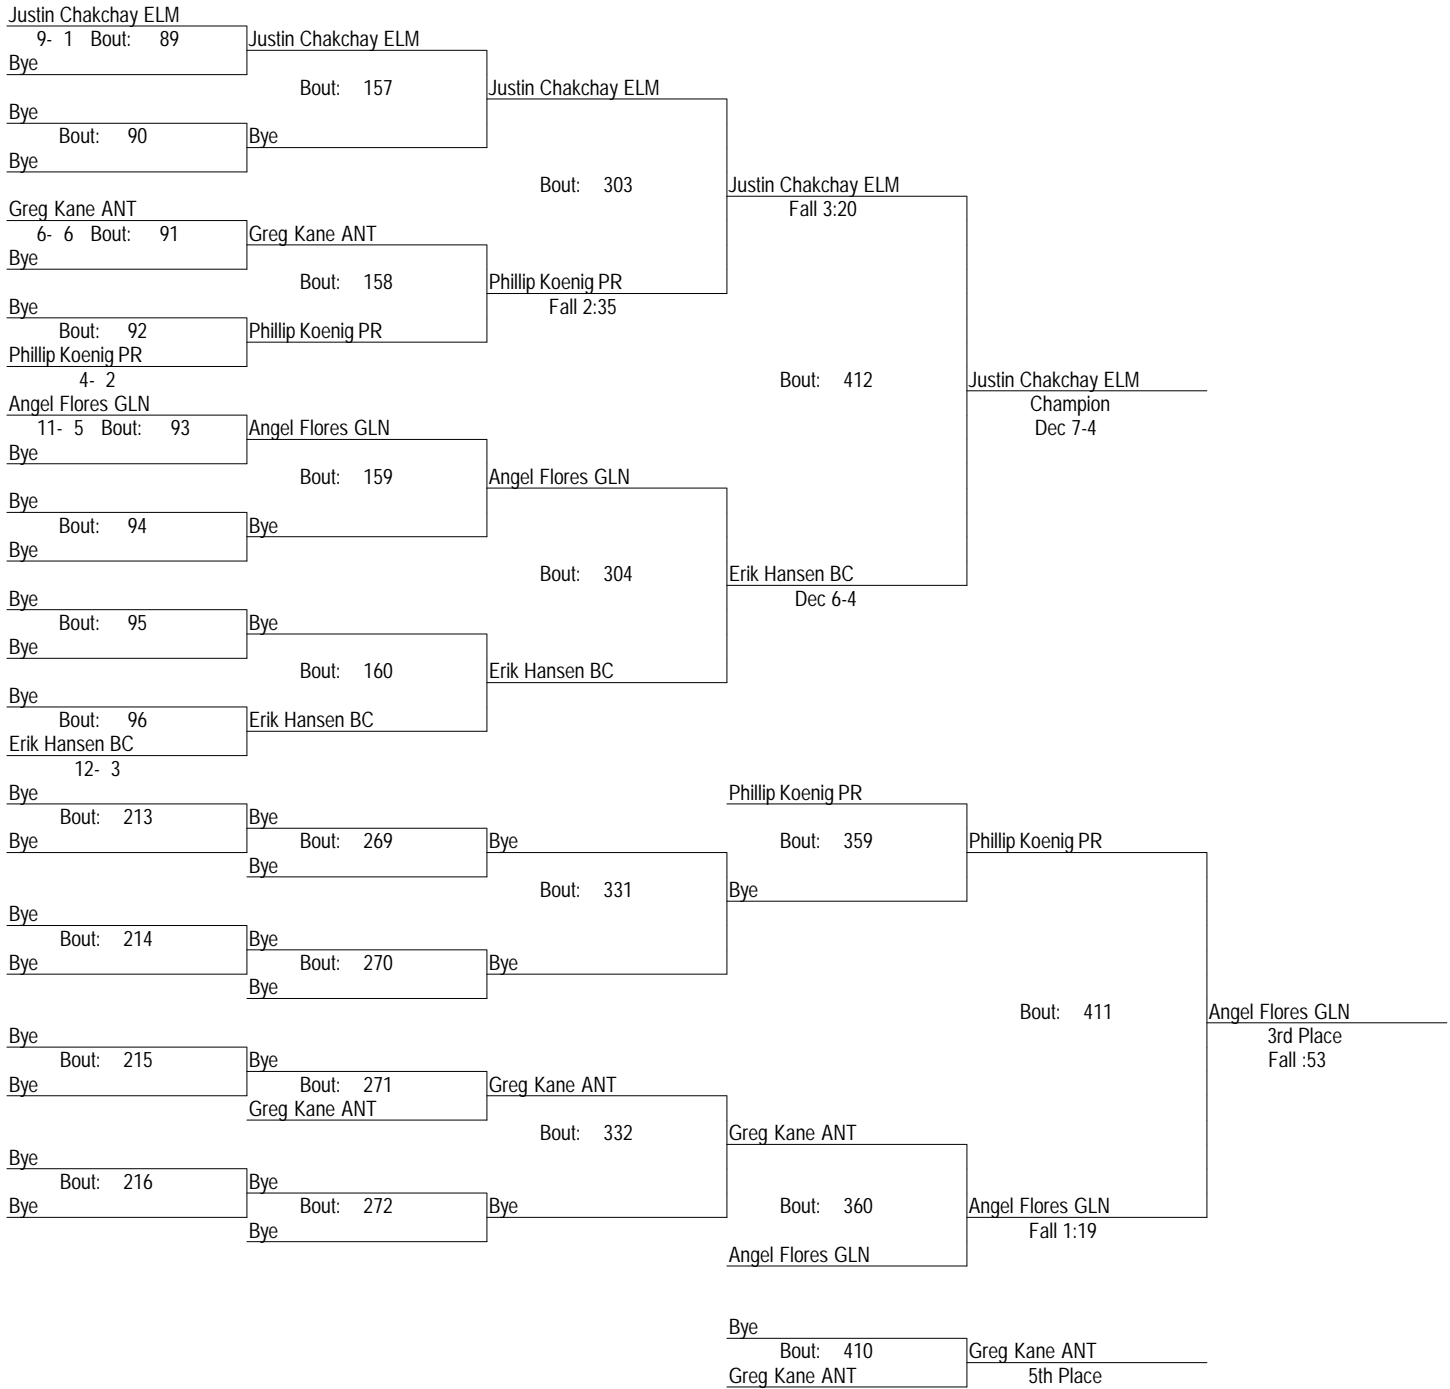 Justin Chakchay ELM
9- 1 Bout: 89
Bye
Justin Chakchay ELM
Bout: 157
Bye
Bout: 90
Bye
Bye
Justin Chakchay ELM
Bout: 303
Greg Kane ANT
6- 6 Bout: 91
Bye
Greg Kane ANT
Bout: 158
Bye
Bout: 92
Phillip Koenig PR
4- 2
Phillip Koenig PR
Phillip Koenig PR
Fall 2:35
Justin Chakchay ELM
Fall 3:20
Bout: 412
Angel Flores GLN
11- 5 Bout: 93
Bye
Angel Flores GLN
Bout: 159
Bye
Bout: 94
Bye
Bye
Angel Flores GLN
Bout: 304
Bye
Bout: 95
Bye
Bye
Bout: 160
Bye
Bout: 96
Erik Hansen BC
12- 3
Erik Hansen BC
Erik Hansen BC
Erik Hansen BC
Dec 6-4
Justin Chakchay ELM
Champion
Dec 7-4
Bye
Bout: 213
Bye
Bye
Bout: 269
Bye
Bye
Bout: 331
Bye
Bout: 214
Bye
Bye
Bout: 270
Bye
Bye
Phillip Koenig PR
Bout: 359
Bye
Phillip Koenig PR
Bout: 411
Bye
Bout: 215
Bye
Bye
Bout: 271
Greg Kane ANT
Greg Kane ANT
Bout: 332
Bye
Bout: 216
Bye
Bye
Bout: 272
Bye
Bye
Greg Kane ANT
Bout: 360
Angel Flores GLN
Angel Flores GLN
Fall 1:19
Angel Flores GLN
3rd Place
Fall :53
Bye
Bout: 410
Greg Kane ANT
Greg Kane ANT
5th Place